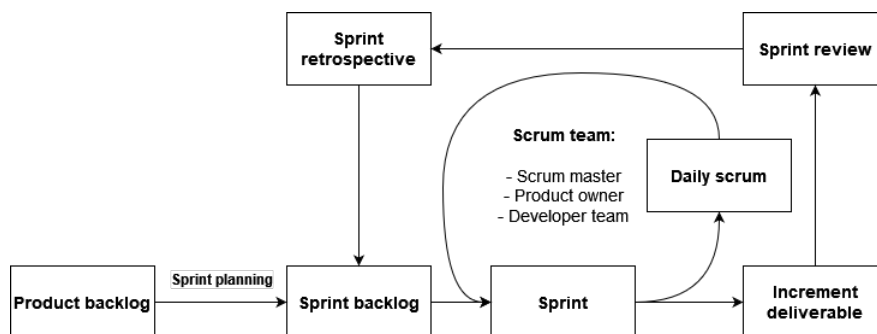 Sprint
retrospective
Sprint review
Scrum team:
- Scrum master
- Product owner
- Developer team
Daily scrum
Product backlog
Sprint planning
Sprint backlog
Sprint
Increment
deliverable